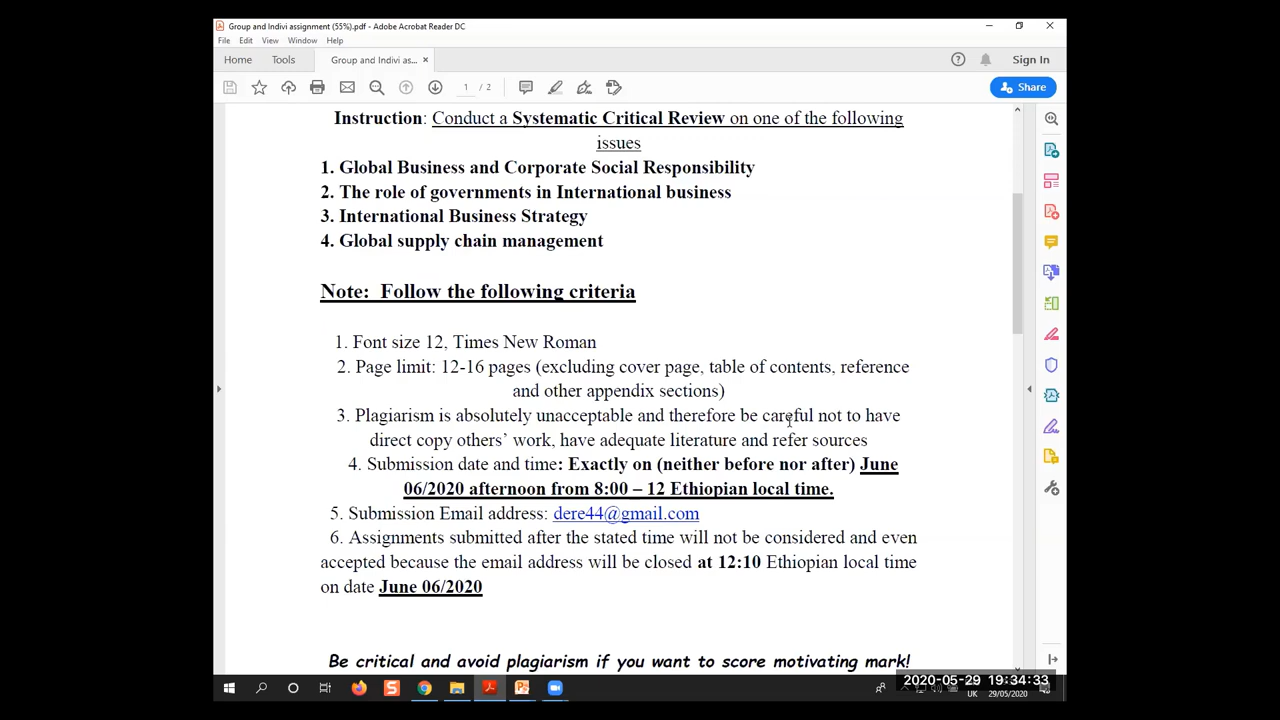 Group and Indivi assignment (55%).pdf - Adobe Acrobat Reader DC
File Edit View Window Help
Home Tools Group and Indivi as... × Sign In
1 / 2 Share
Instruction: Conduct a Systematic Critical Review on one of the following
issues
1. Global Business and Corporate Social Responsibility
2. The role of governments in International business
3. International Business Strategy
4. Global supply chain management
Note: Follow the following criteria
1. Font size 12, Times New Roman
2. Page limit: 12-16 pages (excluding cover page, table of contents, reference
and other appendix sections)
3. Plagiarism is absolutely unacceptable and therefore be careful not to have
direct copy others’ work, have adequate literature and refer sources
4. Submission date and time: Exactly on (neither before nor after) June
06/2020 afternoon from 8:00 – 12 Ethiopian local time.
5. Submission Email address: dere44@gmail.com
6. Assignments submitted after the stated time will not be considered and even
accepted because the email address will be closed at 12:10 Ethiopian local time
on date June 06/2020
Be critical and avoid plagiarism if you want to score motivating mark!
2020-05-29 19:34:33
UK 29/05/2020